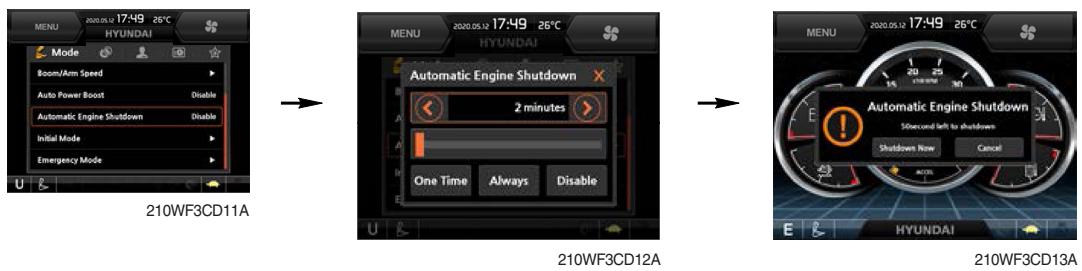 MENU
2020.05.12 17:49 26°C
HYUNDAI
Mode
Boom/Arm Speed
Auto Power Boost Disable
Automatic Engine Shutdown Disable
Initial Mode
Emergency Mode
U
210WF3CD11A
MENU
2020.05.12 17:49 26°C
HYUNDAI
Automatic Engine Shutdown X
2 minutes
One Time Always Disable
U
210WF3CD12A
MENU
2020.05.12 17:49 26°C
15 20 25 30
x100 RPM
E
Automatic Engine Shutdown
50second left to shutdown
Shutdown Now Cancel
ACCEL
E
HYUNDAI
210WF3CD13A